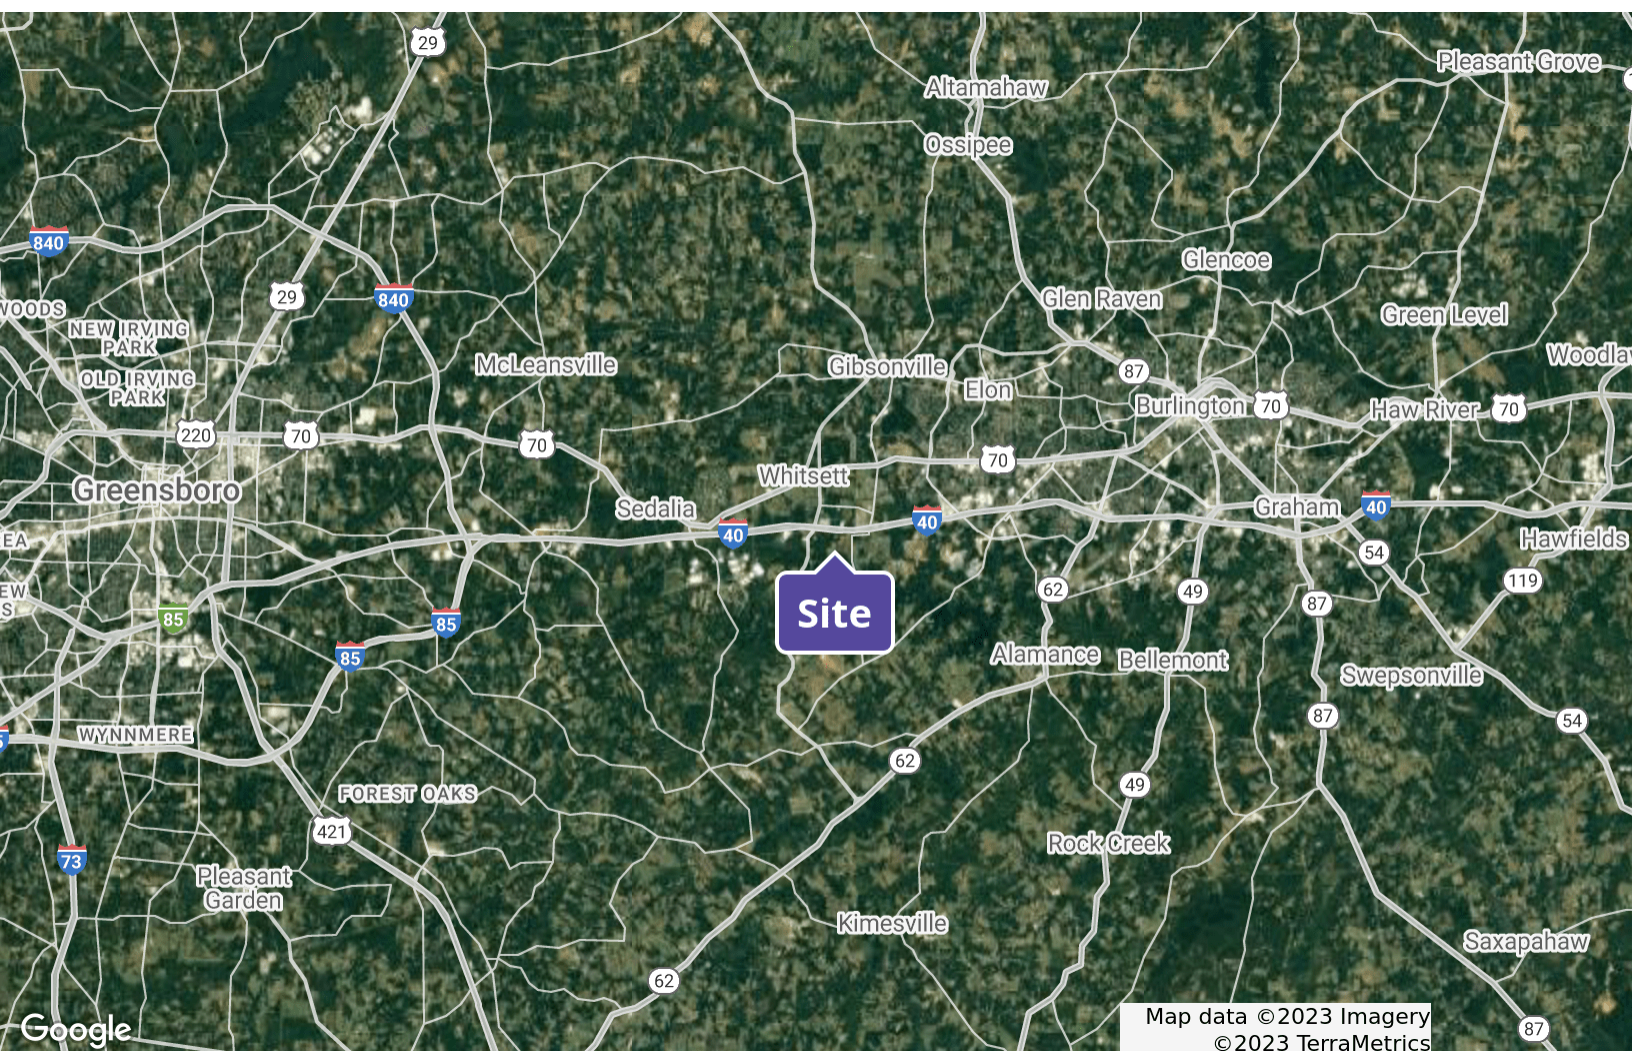 29
Pleasant Grove
Altamahaw
Ossipee
840
Glencoe
29
840
Glen Raven
WOODS
NEW IRVING
PARK
Green Level
McLeansville
Gibsonville
87
Woodlaw
OLD IRVING
PARK
Elon
Burlington
70
Haw River
70
220
70
70
70
Whitsett
Greensboro
Sedalia
40
40
Graham
40
EA
Hawfields
54
62
49
119
EW
S
87
Site
85
85
85
Alamance
Bellemont
Swepsonville
87
54
WYNNMERE
62
49
FOREST OAKS
421
Rock Creek
73
Pleasant
Garden
Kimesville
Saxapahaw
62
Google
Map data ©2023 Imagery
©2023 TerraMetrics
87